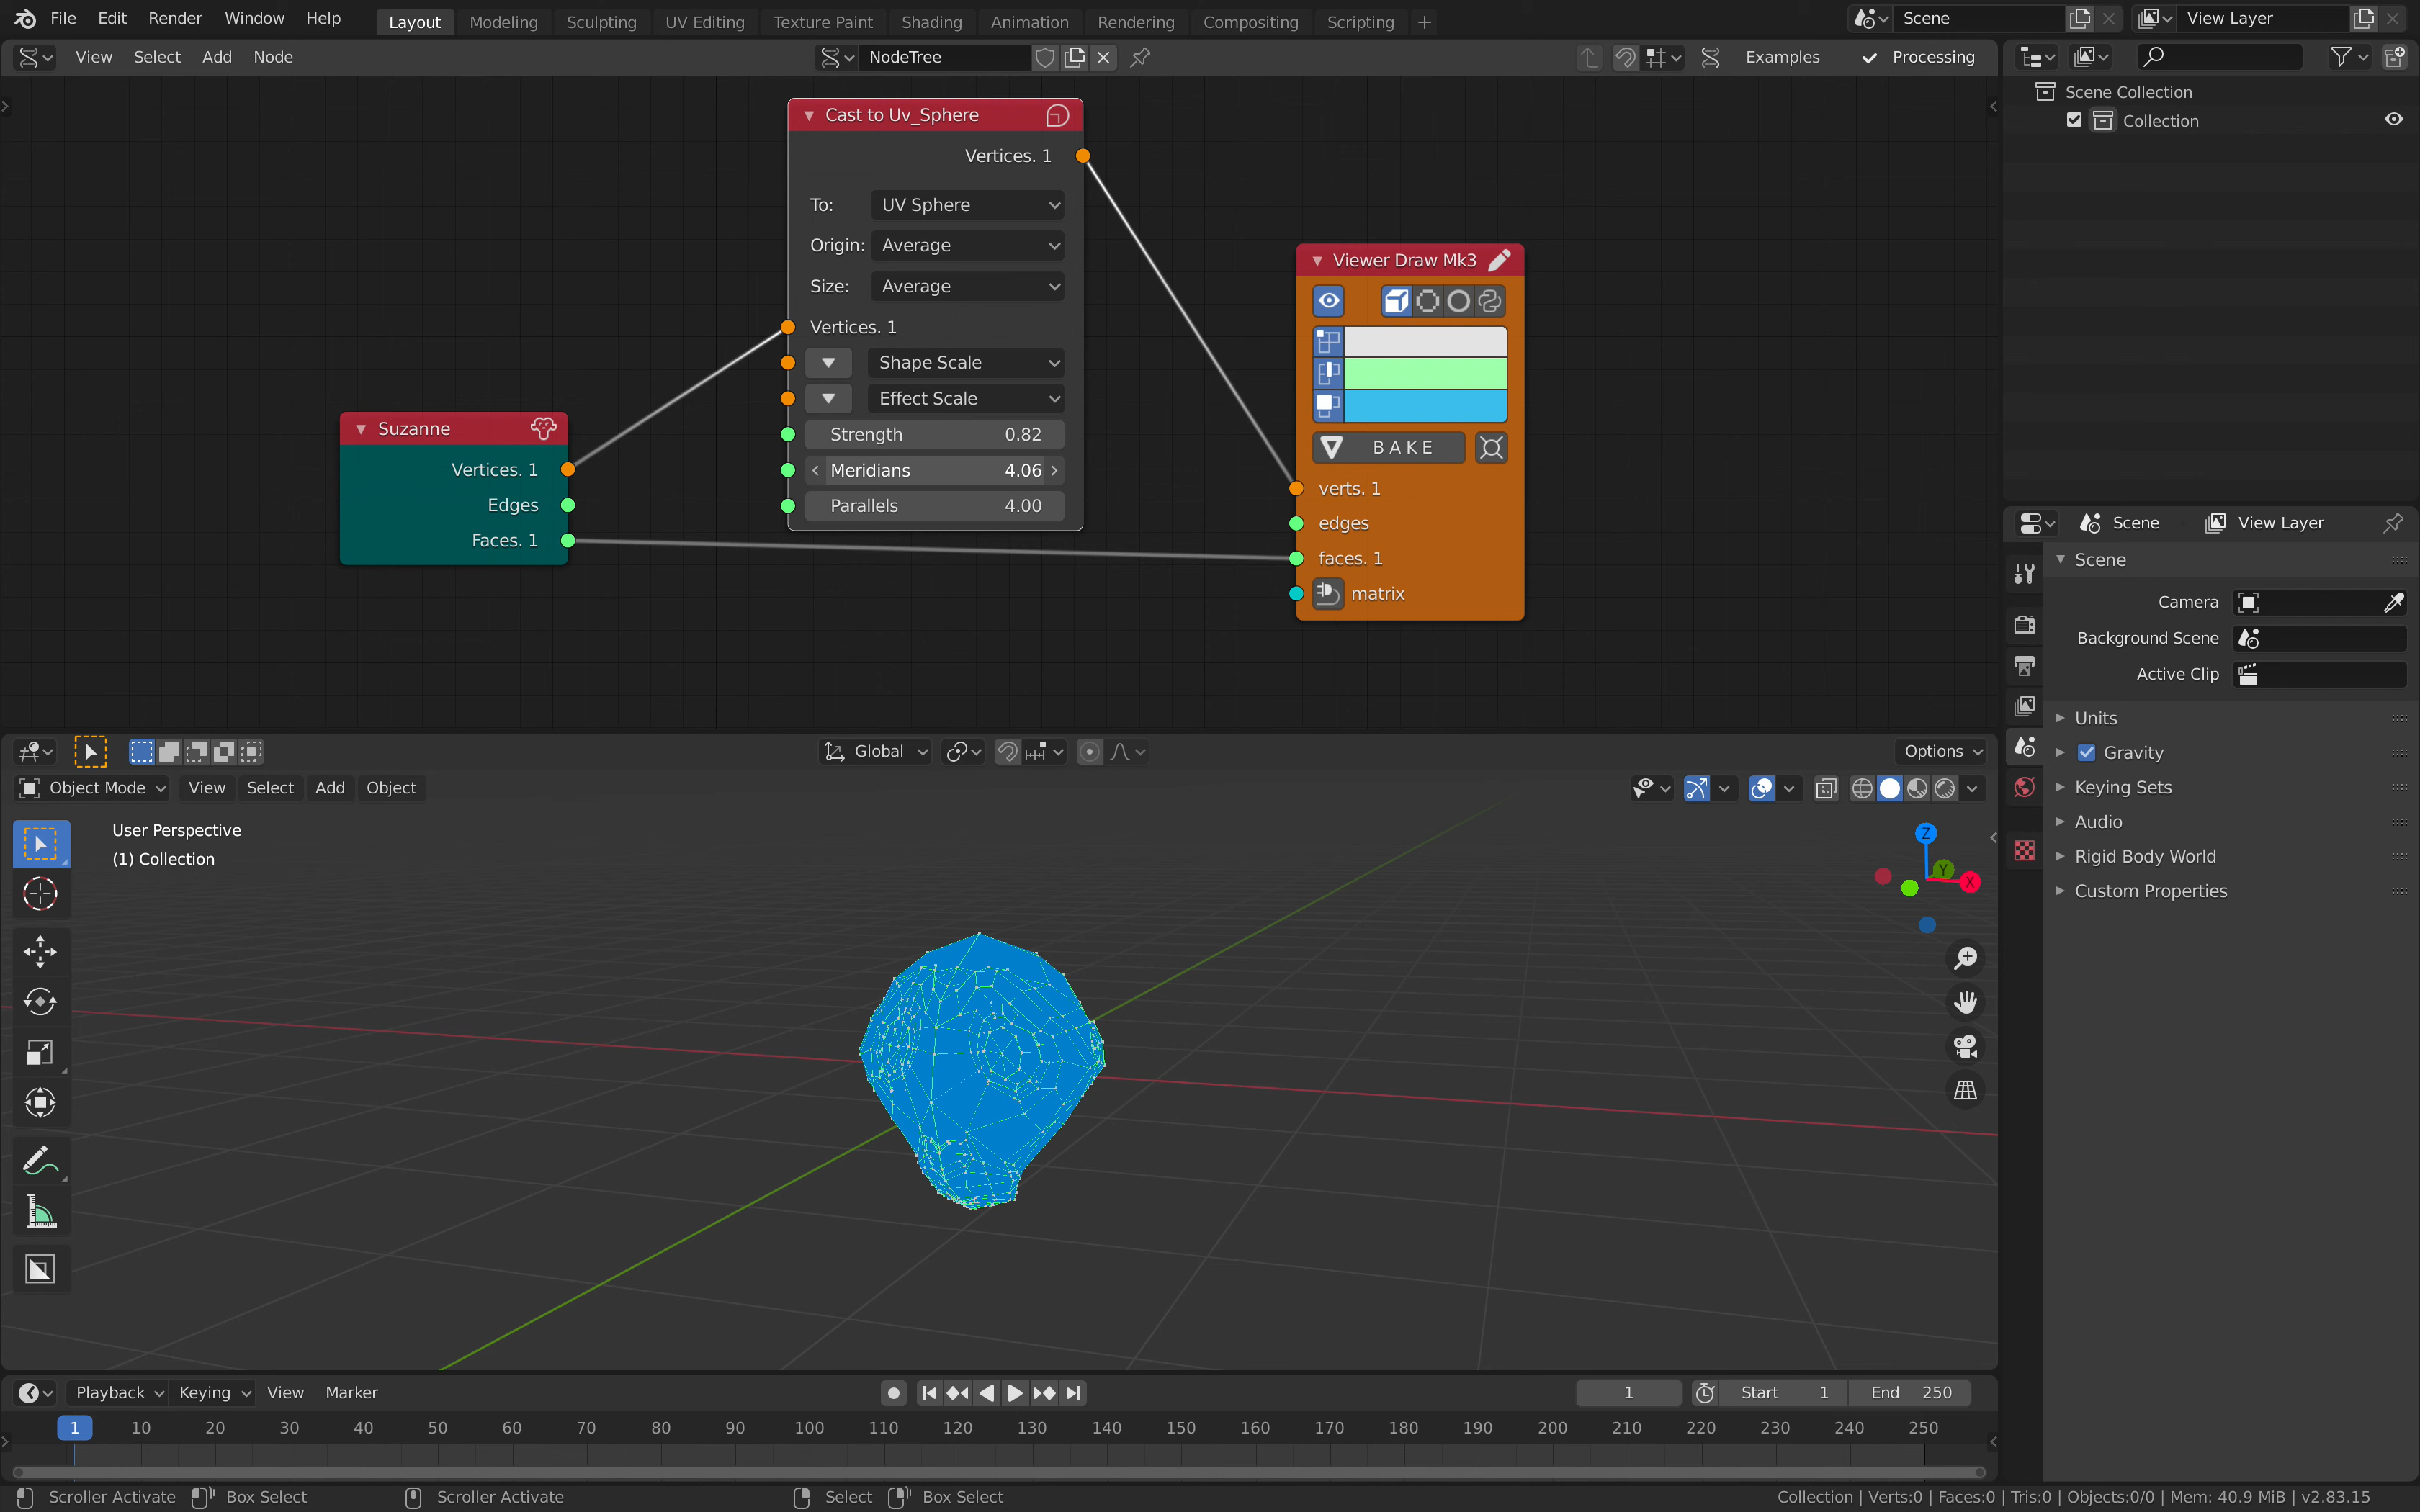 File Edit Render Window Help Layout Modeling Sculpting UV Editing Texture Paint Shading Animation Rendering Compositing Scripting + Scene View Layer
View Select Add Node NodeTree Examples Processing
Scene Collection
Collection
Cast to Uv_Sphere
Vertices. 1
To: UV Sphere
Origin: Average
Size: Average
Vertices. 1
Shape Scale
Effect Scale
Strength 0.82
Meridians 4.06
Parallels 4.00
Suzanne
Vertices. 1
Edges
Faces. 1
Viewer Draw Mk3
BAKE
verts. 1
edges
faces. 1
matrix
Scene View Layer
Scene
Camera
Background Scene
Active Clip
Units
Gravity
Keying Sets
Audio
Rigid Body World
Custom Properties
Global Options
Object Mode View Select Add Object
User Perspective
(1) Collection
Z
Y
X
Playback Keying View Marker 1 Start 1 End 250
1 10 20 30 40 50 60 70 80 90 100 110 120 130 140 150 160 170 180 190 200 210 220 230 240 250
Scroller Activate Box Select Scroller Activate Select Box Select Collection | Verts:0 | Faces:0 | Tris:0 | Objects:0/0 | Mem: 40.9 MiB | v2.83.15